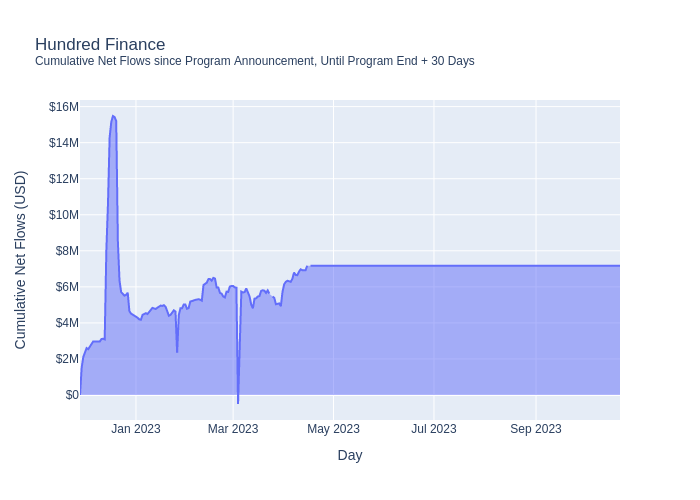 Hundred Finance
Cumulative Net Flows since Program Announcement, Until Program End + 30 Days
Cumulative Net Flows (USD)
$16M
$14M
$12M
$10M
$8M
$6M
$4M
$2M
$0
Jan 2023
Mar 2023
May 2023
Jul 2023
Sep 2023
Day